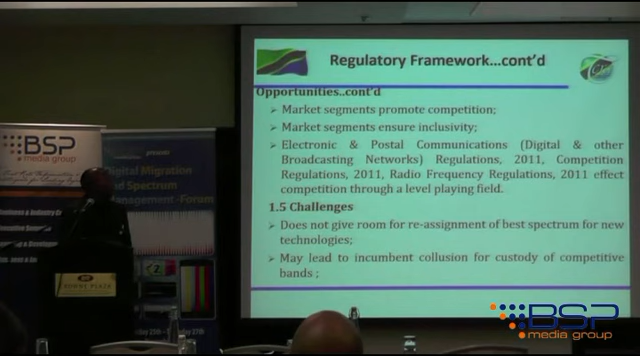 Regulatory Framework...cont'd
Opportunities..cont'd
Market segments promote competition;
Market segments ensure inclusivity;
Electronic & Postal Communications (Digital & other
Broadcasting Networks) Regulations, 2011, Competition
Regulations, 2011, Radio Frequency Regulations, 2011 effect
competition through a level playing field.
1.5 Challenges
Does not give room for re-assignment of best spectrum for new
technologies;
May lead to incumbent collusion for custody of competitive
bands ;
BSP
media group
Digital Migration
and Spectrum
Management -Forum
BSP
media group